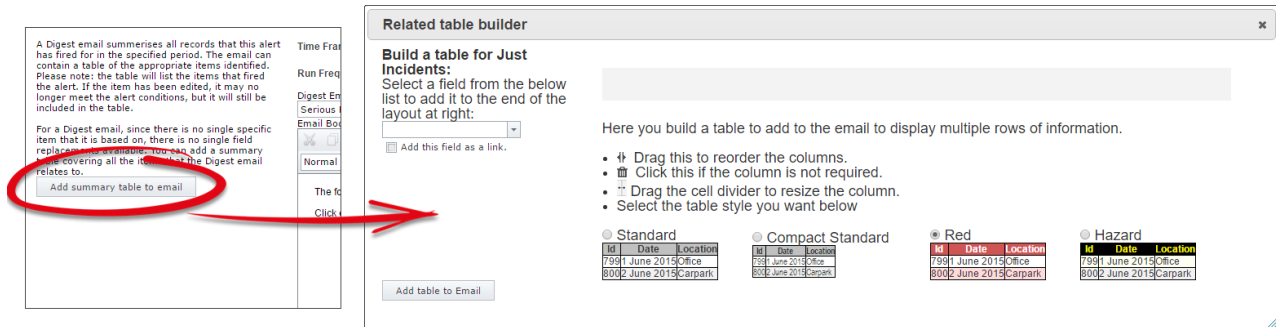 A Digest email summerises all records that this alert
has fired for in the specified period. The email can
contain a table of the appropriate items identified.
Please note: the table will list the items that fired
the alert. If the item has been edited, it may no
longer meet the alert conditions, but it will still be
included in the table.
For a Digest email, since there is no single specific
item that it is based on, there is no single field
replacements available. You can add a summary
table covering all the items that the Digest email
relates to.
Add summary table to email
Time Fran
Run Freq
Digest Em
Serious I
Email Bod
Normal
The fo
Click
Related table builder
Build a table for Just
Incidents:
Select a field from the below
list to add it to the end of the
layout at right:
Add this field as a link.
Add table to Email
Here you build a table to add to the email to display multiple rows of information.
• Drag this to reorder the columns.
• Click this if the column is not required.
• Drag the cell divider to resize the column.
• Select the table style you want below
Standard
Id Date Location
799 1 June 2015 Office
800 2 June 2015 Carpark
Compact Standard
Id Date Location
799 1 June 2015 Office
800 2 June 2015 Carpark
Red
Id Date Location
799 1 June 2015 Office
800 2 June 2015 Carpark
Hazard
Id Date Location
799 1 June 2015 Office
800 2 June 2015 Carpark